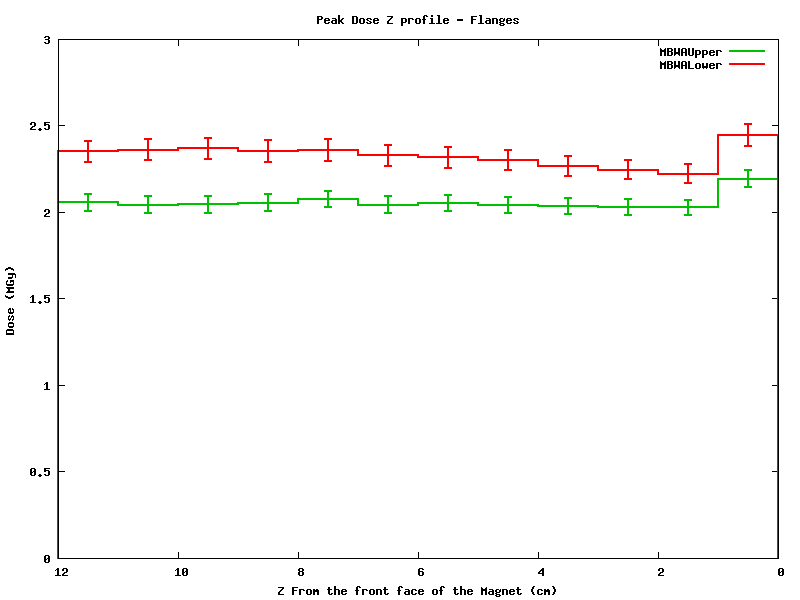 Peak Dose Z profile - Flanges
MBWAUpper
MBWALower
3
2.5
2
1.5
1
0.5
0
Dose (MGy)
12 10 8 6 4 2 0
Z From the front face of the Magnet (cm)